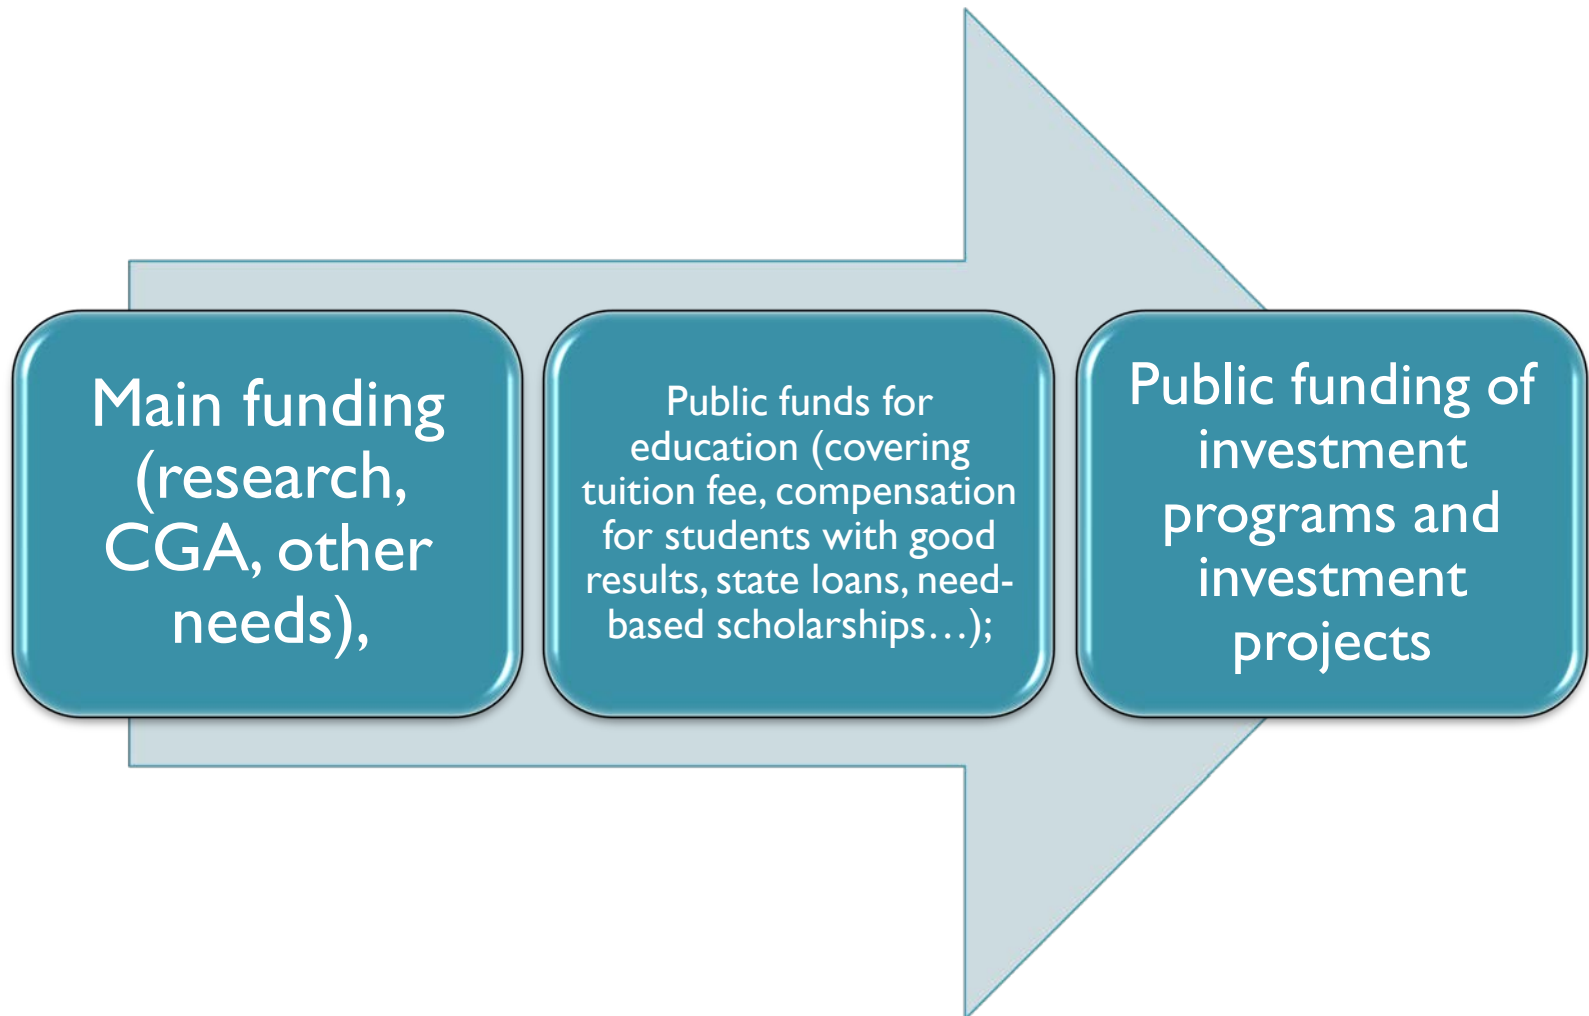 Main funding
(research,
CGA, other
needs),
Public funds for
education (covering
tuition fee, compensation
for students with good
results, state loans, need-
based scholarships…);
Public funding of
investment
programs and
investment
projects